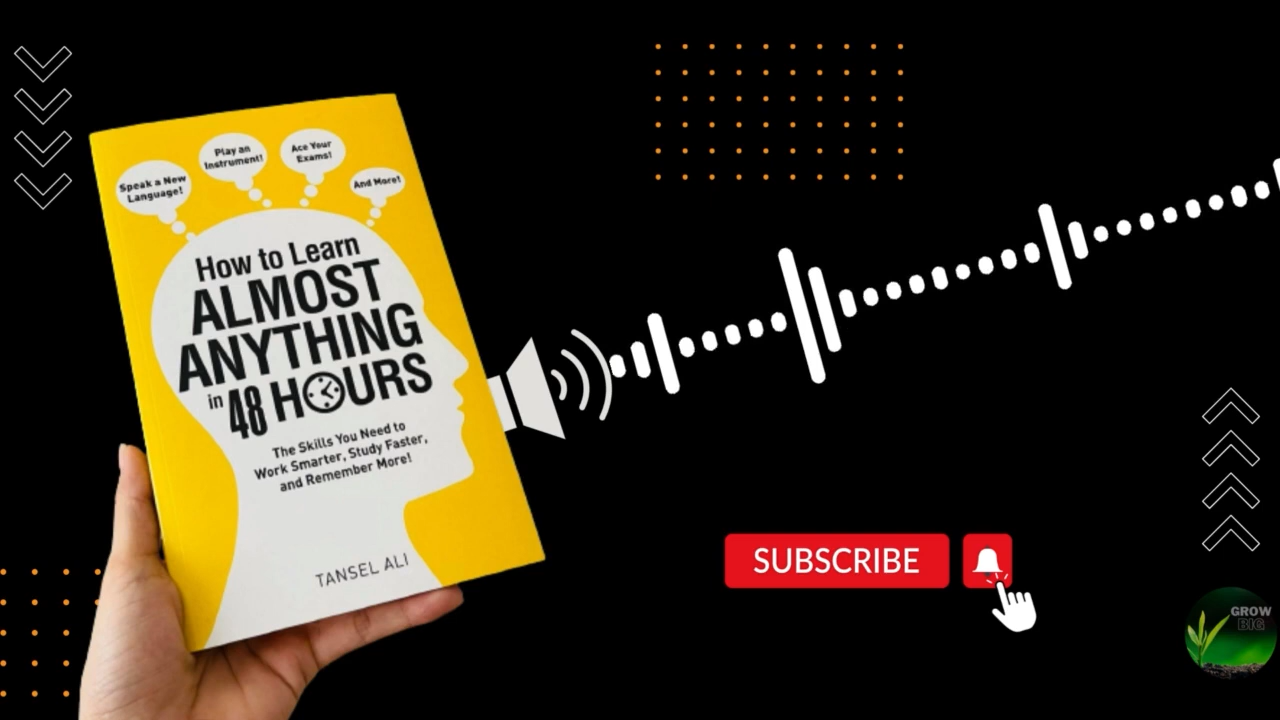 Speak a New
Language!
Play an
Instrument!
Ace Your
Exams!
And More!
How to Learn
ALMOST
ANYTHING
in 48 HOURS
The Skills You Need to
Work Smarter, Study Faster,
and Remember More!
TANSEL ALI
SUBSCRIBE
GROW
BIG